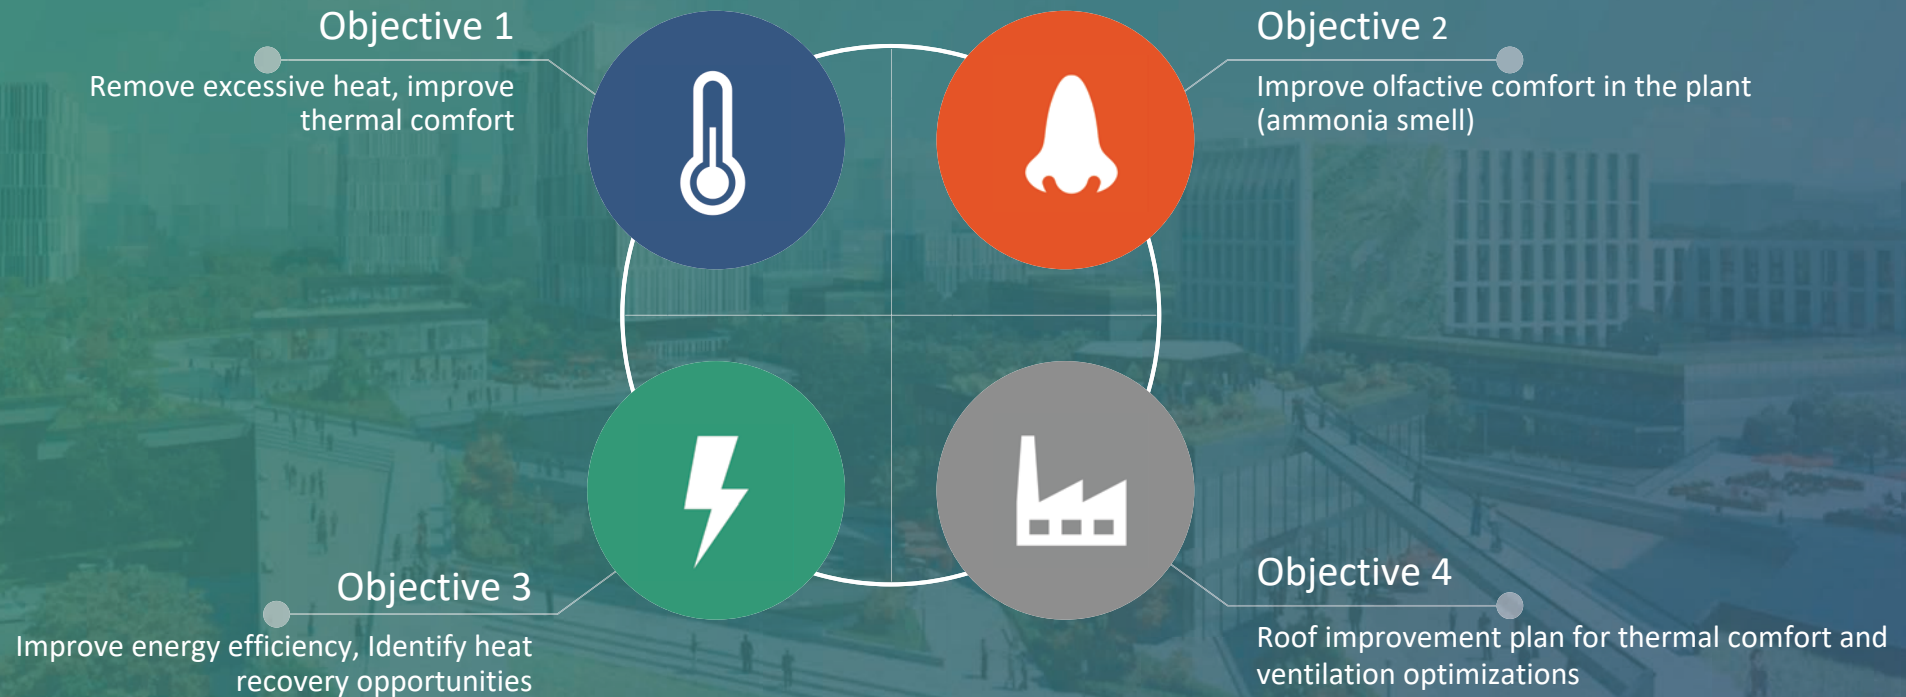 Objective 1
Remove excessive heat, improve
thermal comfort
Objective 2
Improve olfactive comfort in the plant
(ammonia smell)
Objective 3
Improve energy efficiency, Identify heat
recovery opportunities
Objective 4
Roof improvement plan for thermal comfort and
ventilation optimizations